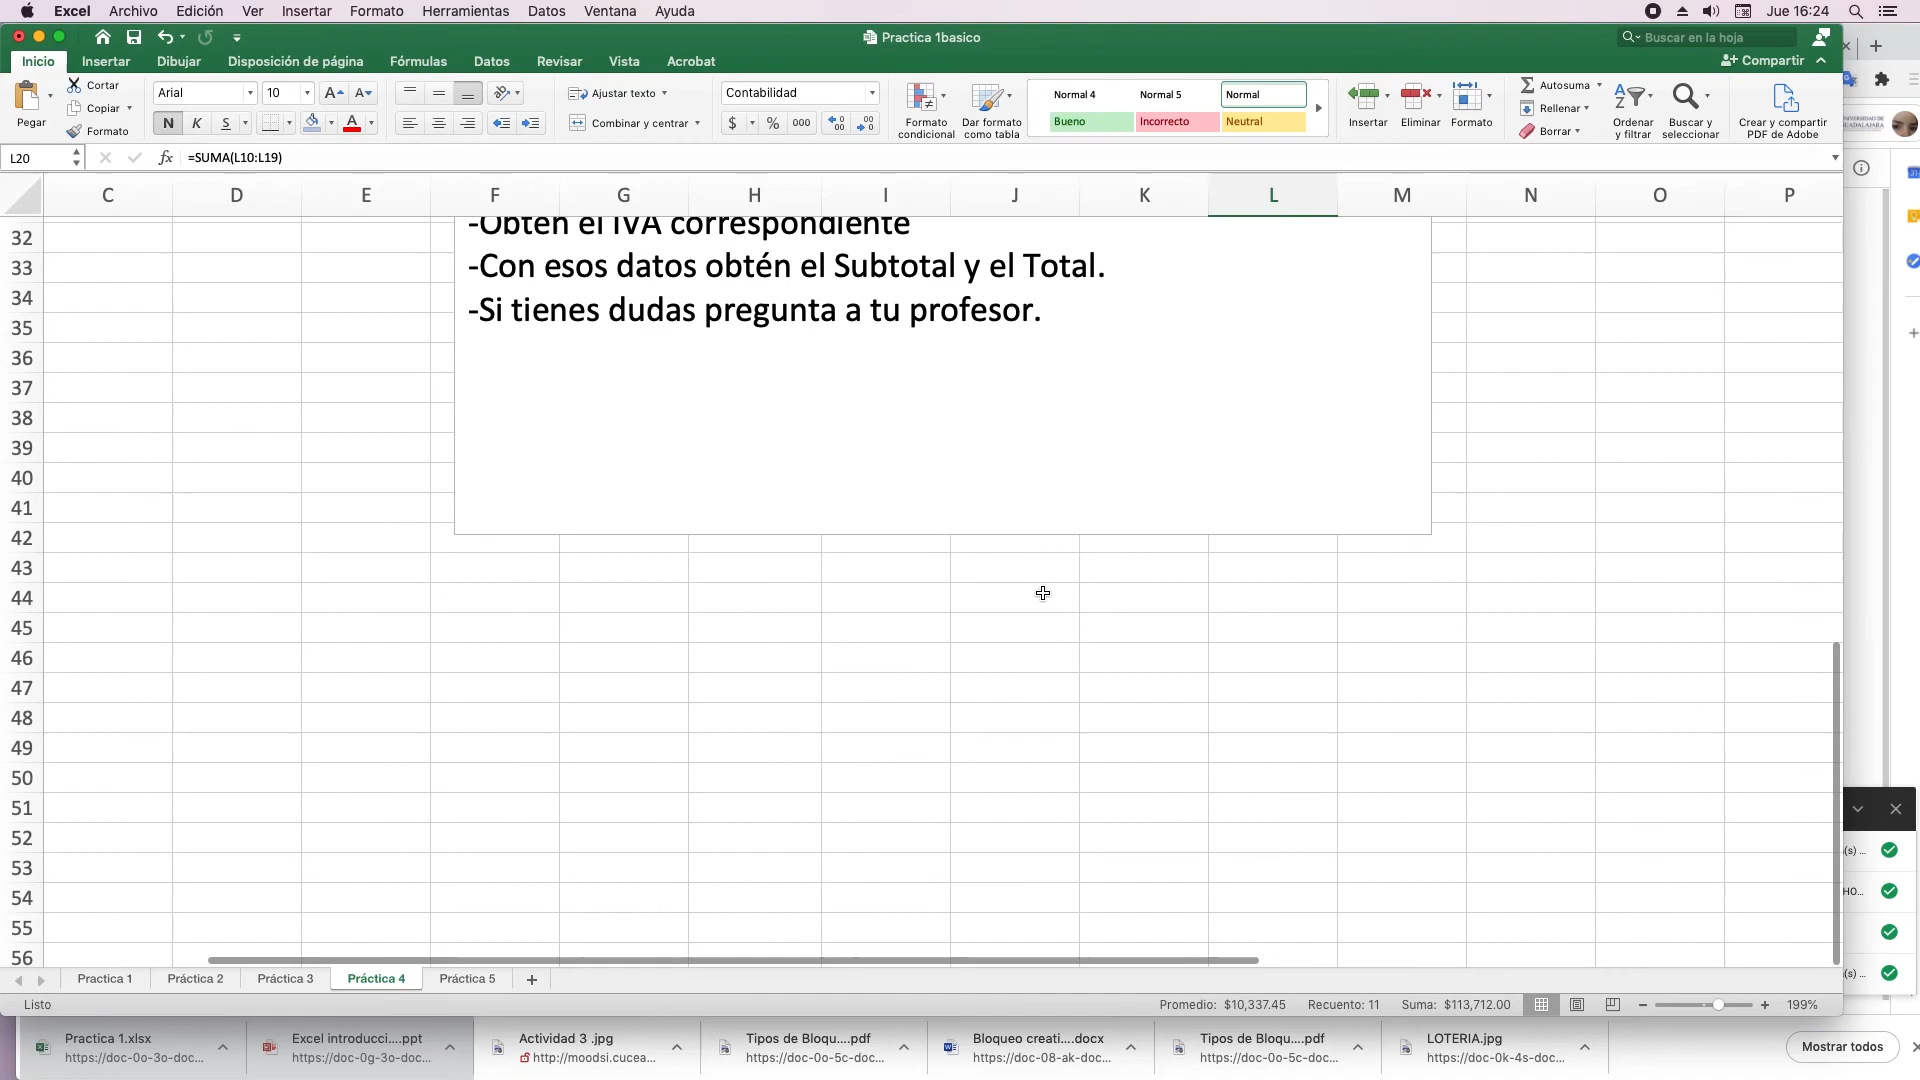 Excel Archivo Edición Ver Insertar Formato Herramientas Datos Ventana Ayuda Jue 16:24
Practica 1basico Buscar en la hoja
Inicio Insertar Dibujar Disposición de página Fórmulas Datos Revisar Vista Acrobat Compartir
Pegar Cortar Copiar Formato
Arial 10 A A
N K S A
Ajustar texto
Combinar y centrar
Contabilidad
$ % 000
Formato condicional
Dar formato como tabla
Normal 4 Normal 5 Normal
Bueno Incorrecto Neutral
Insertar Eliminar Formato
Autosuma
Rellenar
Borrar
Ordenar y filtrar
Buscar y seleccionar
Crear y compartir PDF de Adobe
L20 fx =SUMA(L10:L19)
C D E F G H I J K L M N O P
-Obtén el IVA correspondiente
-Con esos datos obtén el Subtotal y el Total.
-Si tienes dudas pregunta a tu profesor.
32
33
34
35
36
37
38
39
40
41
42
43
44
45
46
47
48
49
50
51
52
53
54
55
56
Practica 1 Práctica 2 Práctica 3 Práctica 4 Práctica 5
Listo Promedio: $10,337.45 Recuento: 11 Suma: $113,712.00 199%
Practica 1.xlsx Excel introducci....ppt Actividad 3 .jpg Tipos de Bloqu....pdf Bloqueo creati....docx Tipos de Bloqu....pdf LOTERIA.jpg Mostrar todos
https://doc-0o-3o-doc... https://doc-0g-3o-doc... http://moodsi.cucea... https://doc-0o-5c-doc... https://doc-08-ak-doc... https://doc-0o-5c-doc... https://doc-0k-4s-doc...